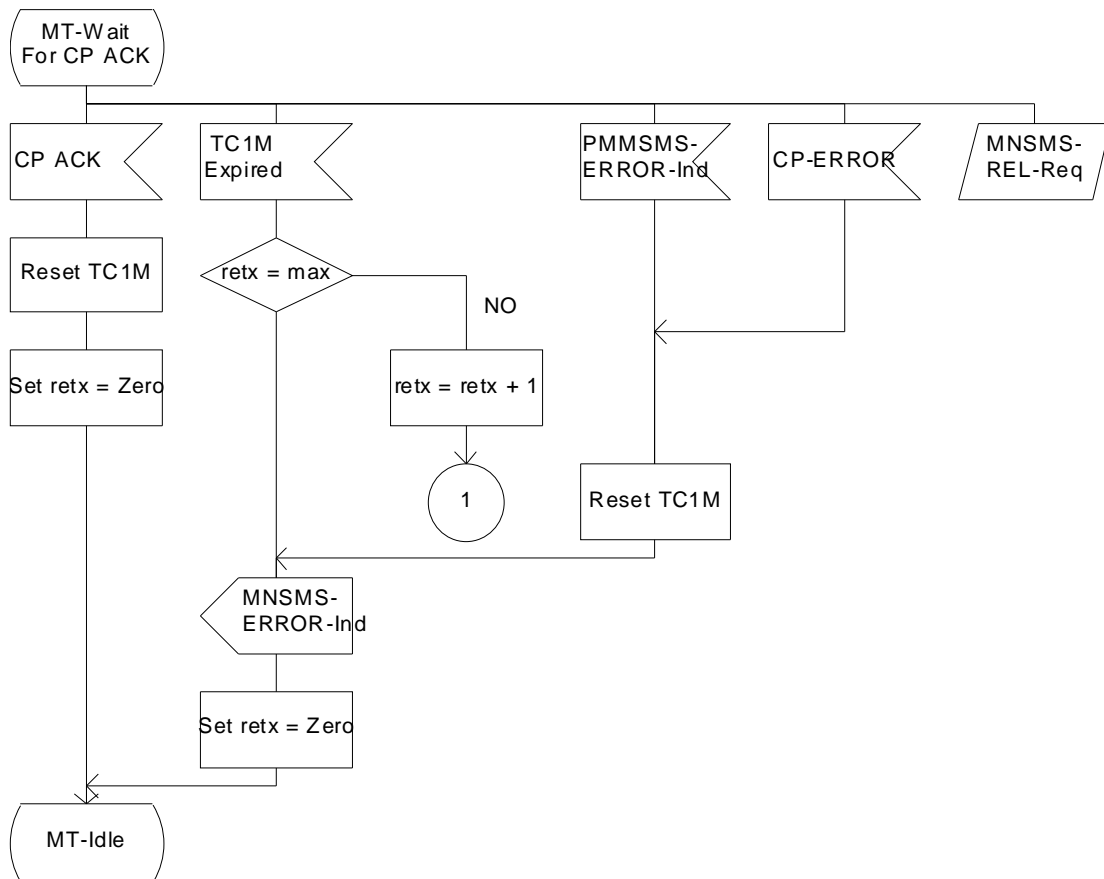 MT-Wait
For CP ACK
CP ACK
TC1M
Expired
PMMSMS-
ERROR-Ind
CP-ERROR
MNSMS-
REL-Req
Reset TC1M
retx = max
NO
Set retx = Zero
retx = retx + 1
1
Reset TC1M
MNSMS-
ERROR-Ind
Set retx = Zero
MT-Idle